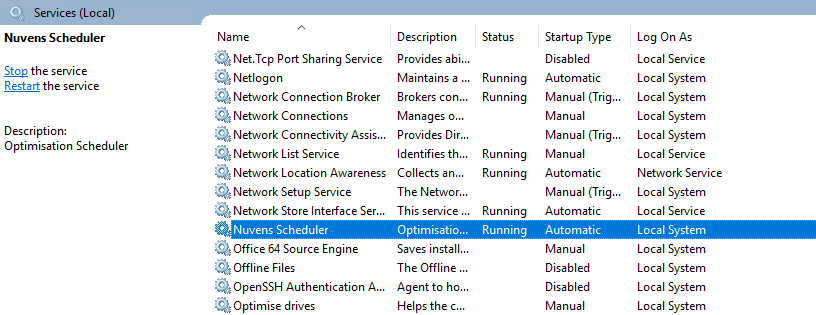 Services (Local)
Nuvens Scheduler
Stop the service
Restart the service
Description:
Optimisation Scheduler
Name Description Status Startup Type Log On As
Net.Tcp Port Sharing Service Provides abi... Disabled Local Service
Netlogon Maintains a ... Running Automatic Local System
Network Connection Broker Brokers con... Running Manual (Trig... Local System
Network Connections Manages o... Manual Local System
Network Connectivity Assis... Provides Dir... Manual (Trig... Local System
Network List Service Identifies th... Running Manual Local Service
Network Location Awareness Collects an... Running Automatic Network Service
Network Setup Service The Networ... Manual (Trig... Local System
Network Store Interface Ser... This service ... Running Automatic Local Service
Nuvens Scheduler Optimisatio... Running Automatic Local System
Office 64 Source Engine Saves install... Manual Local System
Offline Files The Offline ... Disabled Local System
OpenSSH Authentication A... Agent to ho... Disabled Local System
Optimise drives Helps the c... Manual Local System